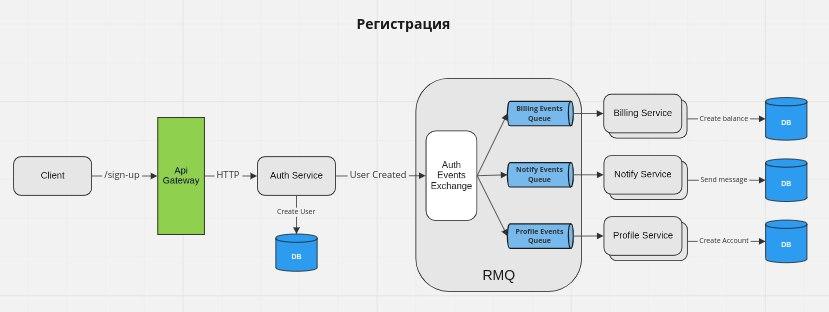 Регистрация
Client
/sign-up
Api
Gateway
HTTP
Auth Service
Create User
DB
User Created
Auth
Events
Exchange
Billing Events
Queue
Notify Events
Queue
Profile Events
Queue
RMQ
Billing Service
Create balance
DB
Notify Service
Send message
DB
Profile Service
Create Account
DB